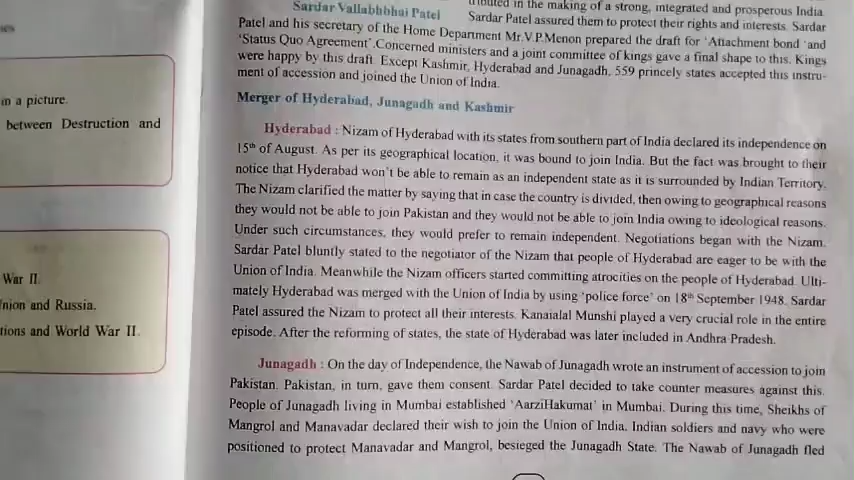 in a picture.
between Destruction and
War II.
Union and Russia.
tions and World War II.
Sardar Vallabhbhai Patel
tributed in the making of a strong, integrated and prosperous India.
Sardar Patel assured them to protect their rights and interests. Sardar
Patel and his secretary of the Home Department Mr.V.P.Menon prepared the draft for 'Attachment bond 'and
'Status Quo Agreement'.Concerned ministers and a joint committee of kings gave a final shape to this. Kings
were happy by this draft. Except Kashmir, Hyderabad and Junagadh, 559 princely states accepted this instru-
ment of accession and joined the Union of India.
Merger of Hyderabad, Junagadh and Kashmir
Hyderabad : Nizam of Hyderabad with its states from southern part of India declared its independence on
15th of August. As per its geographical location, it was bound to join India. But the fact was brought to their
notice that Hyderabad won't be able to remain as an independent state as it is surrounded by Indian Territory.
The Nizam clarified the matter by saying that in case the country is divided, then owing to geographical reasons
they would not be able to join Pakistan and they would not be able to join India owing to ideological reasons.
Under such circumstances, they would prefer to remain independent. Negotiations began with the Nizam.
Sardar Patel bluntly stated to the negotiator of the Nizam that people of Hyderabad are eager to be with the
Union of India. Meanwhile the Nizam officers started committing atrocities on the people of Hyderabad. Ulti-
mately Hyderabad was merged with the Union of India by using 'police force' on 18th September 1948. Sardar
Patel assured the Nizam to protect all their interests. Kanaialal Munshi played a very crucial role in the entire
episode. After the reforming of states, the state of Hyderabad was later included in Andhra Pradesh.
Junagadh : On the day of Independence, the Nawab of Junagadh wrote an instrument of accession to join
Pakistan. Pakistan, in turn, gave them consent. Sardar Patel decided to take counter measures against this.
People of Junagadh living in Mumbai established 'AarziHakumat' in Mumbai. During this time, Sheikhs of
Mangrol and Manavadar declared their wish to join the Union of India. Indian soldiers and navy who were
positioned to protect Manavadar and Mangrol, besieged the Junagadh State. The Nawab of Junagadh fled